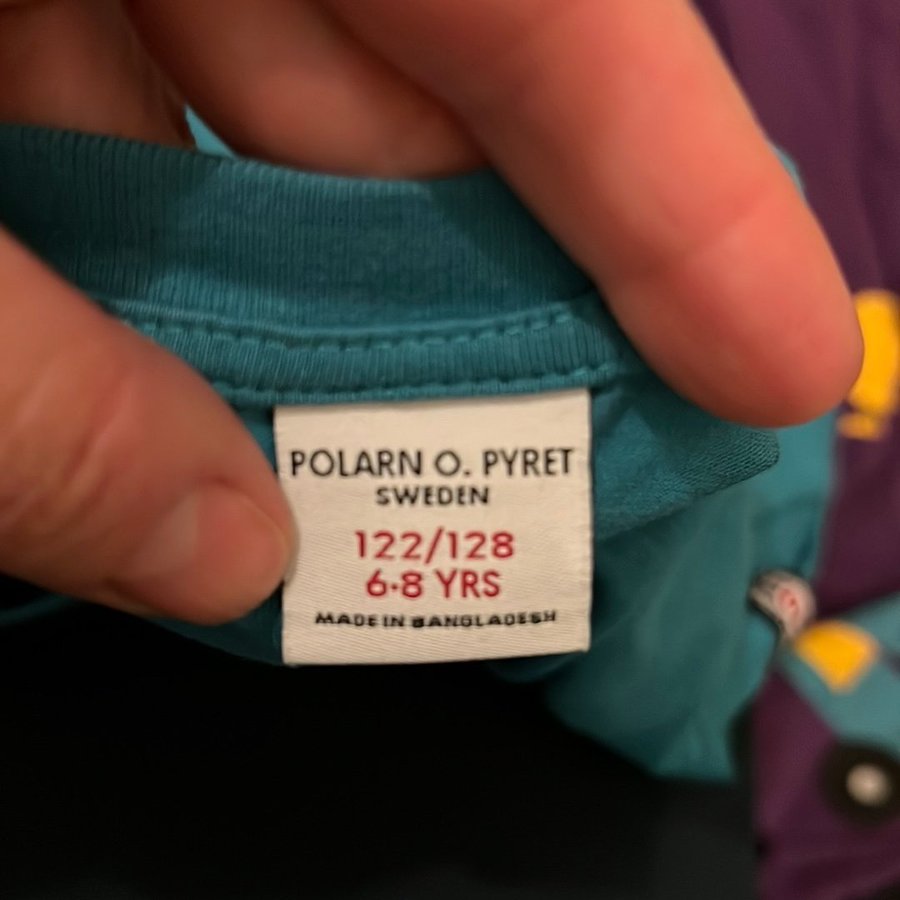 POLARN O. PYRET
SWEDEN
122/128
6-8 YRS
MADE IN BANGLADESH